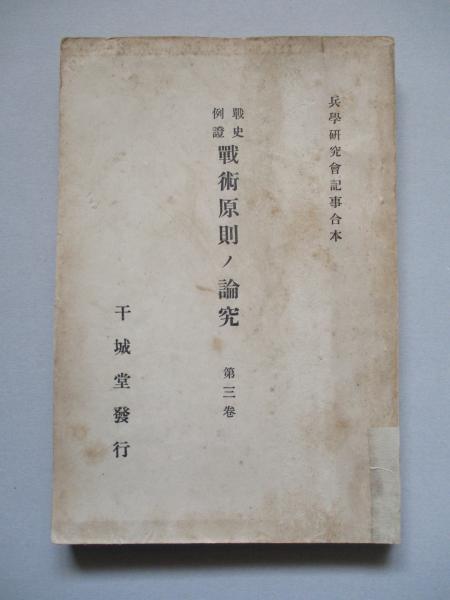 兵學研究會記事合本
戰史例證 戰術原則ノ論究 第三卷
干城堂發行